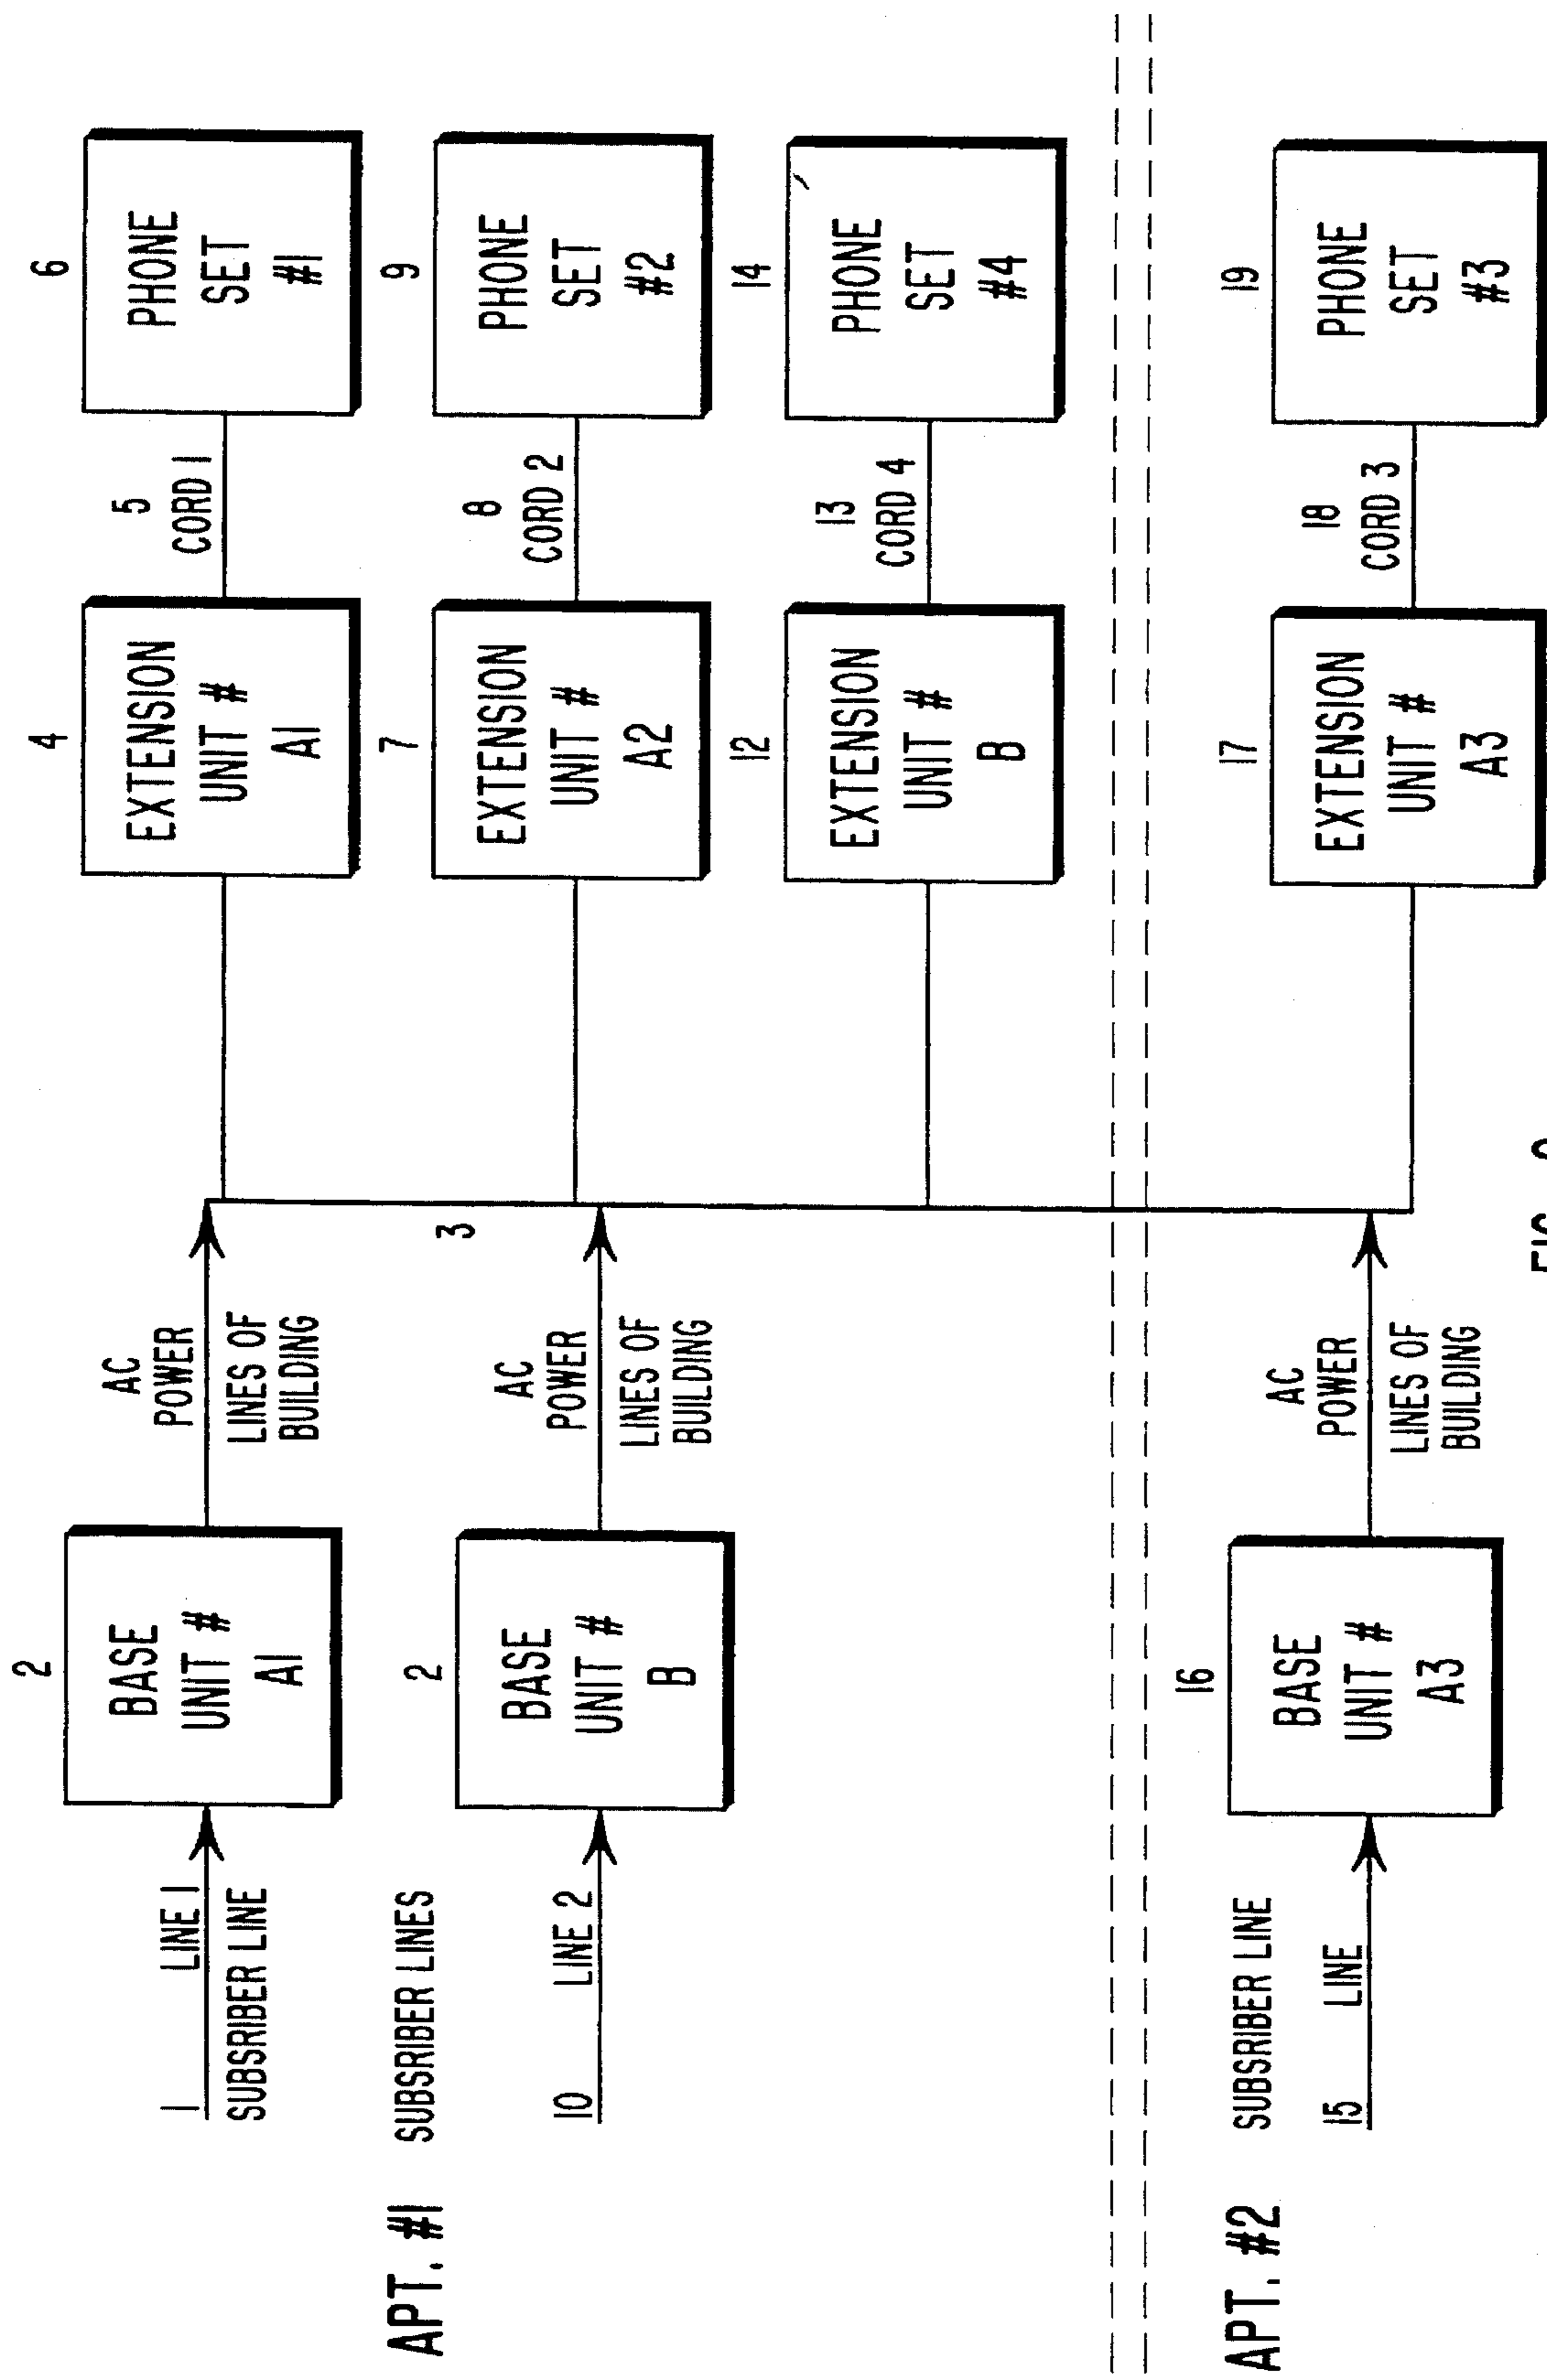 APT. #1
1 LINE 1
SUBSRIBER LINE
2
BASE
UNIT #
A1
AC
POWER
LINES OF
BUILDING
4
EXTENSION
UNIT #
A1
5
CORD 1
6
PHONE
SET
#1
SUBSRIBER LINES
10 LINE 2
2
BASE
UNIT #
B
AC
POWER
LINES OF
BUILDING
3
7
EXTENSION
UNIT #
A2
8
CORD 2
9
PHONE
SET
#2
12
EXTENSION
UNIT #
B
13
CORD 4
14
PHONE
SET
#4
APT. #2
SUBSRIBER LINE
15 LINE
16
BASE
UNIT #
A3
AC
POWER
LINES OF
BUILDING
17
EXTENSION
UNIT #
A3
18
CORD 3
19
PHONE
SET
#3